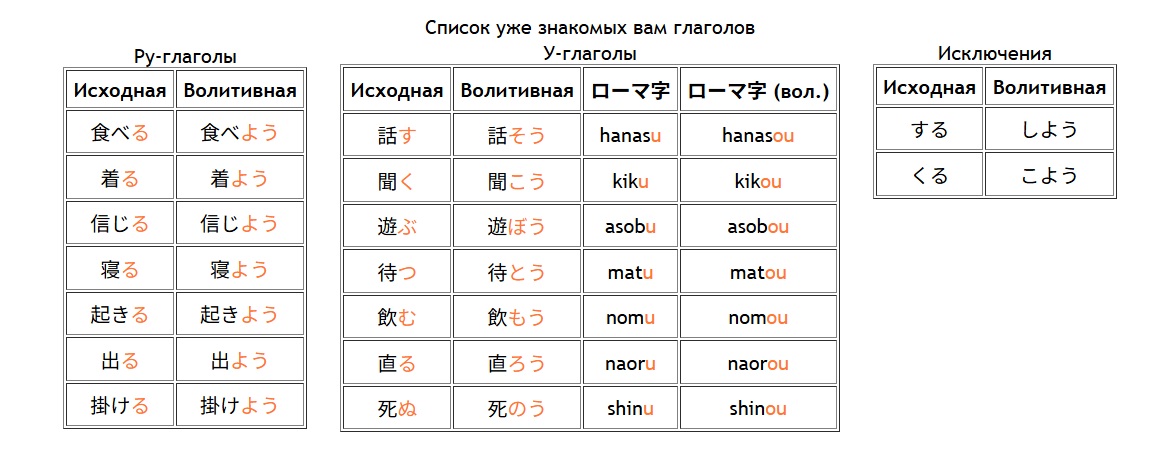 Список уже знакомых вам глаголов
Ру-глаголы
Исходная Волитивная
食べる 食べよう
着る 着よう
信じる 信じよう
寝る 寝よう
起きる 起きよう
出る 出よう
掛ける 掛けよう
У-глаголы
Исходная Волитивная ローマ字 ローマ字 (вол.)
話す 話そう hanasu hanasou
聞く 聞こう kiku kikou
遊ぶ 遊ぼう asobu asobou
待つ 待とう matu matou
飲む 飲もう nomu nomou
直る 直ろう naoru naorou
死ぬ 死のう shinu shinou
Исключения
Исходная Волитивная
する しよう
くる こよう